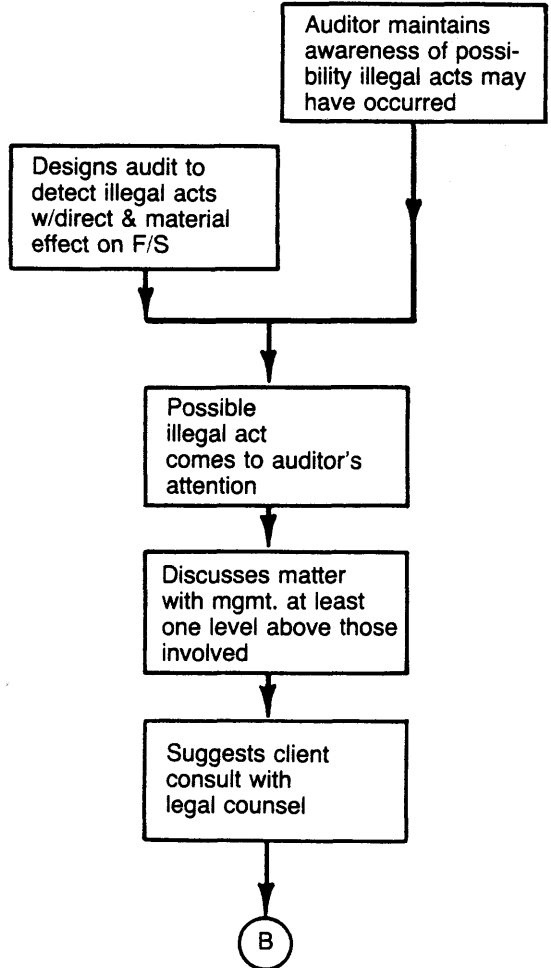 Auditor maintains
awareness of possi-
bility illegal acts may
have occurred
Designs audit to
detect illegal acts
w/direct & material
effect on F/S
Possible
illegal act
comes to auditor's
attention
Discusses matter
with mgmt. at least
one level above those
involved
Suggests client
consult with
legal counsel
B